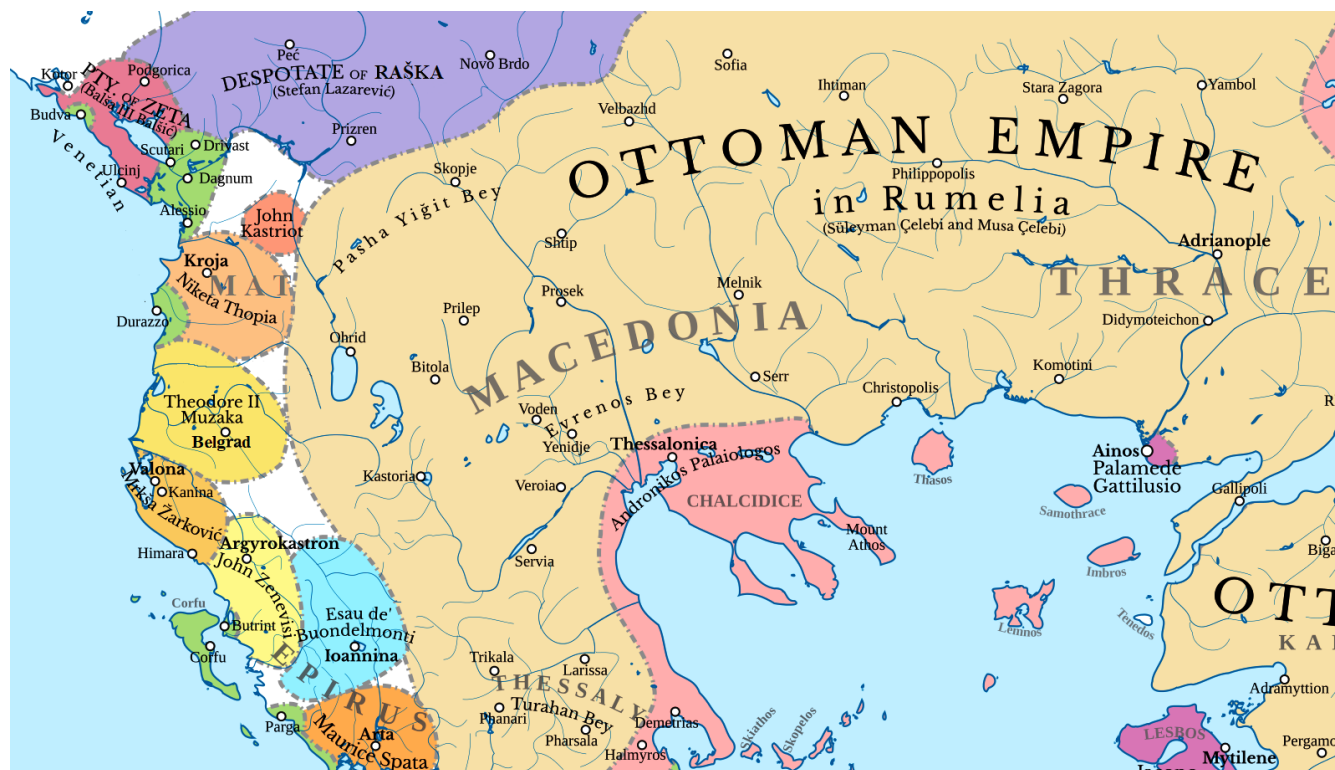 Peć
DESPOTATE OF RAŠKA
(Stefan Lazarević)
Novo Brdo
Sofia
Kotor
Podgorica
PTY. OF ZETA
(Balša III Balšić)
Budva
Venetian
Ihtiman
Stara Zagora
Yambol
Velbazhd
Prizren
Drivast
Scutari
Dagnum
Ulcinj
Alessio
Skopje
OTTOMAN EMPIRE
in Rumelia
(Süleyman Çelebi and Musa Çelebi)
Philippopolis
Pasha Yiğit Bey
John
Kastriot
Shtip
Adrianople
Kroja
MAT
Niketa Thopia
Durazzo
THRACE
Prosek
Melnik
Prilep
MACEDONIA
Didymoteichon
Ohrid
Bitola
Serr
Komotini
Christopolis
Theodore II
Muzaka
Belgrad
Voden
Evrenos Bey
Yenidje
Thessalonica
Andronikos Palaiologos
CHALCIDICE
Ainos
Palamede
Gattilusio
Valona
Kanina
Mrkša Žarković
Kastoria
Veroia
Thasos
Gallipoli
Samothrace
Mount
Athos
Himara
Argyrokastron
John Zenevisi
Servia
Imbros
Biga
OTT
KAI
Corfu
Butrint
Corfu
Esau de'
Buondelmonti
Ioannina
Lemnos
Tenedos
EPIRUS
Trikala
Larissa
THESSALY
Turahan Bey
Phanari
Pharsala
Demetrias
Halmyros
Skiathos
Skopelos
Adramyttion
Parga
Arta
Maurice Spata
LESBOS
Mytilene
Pergamo